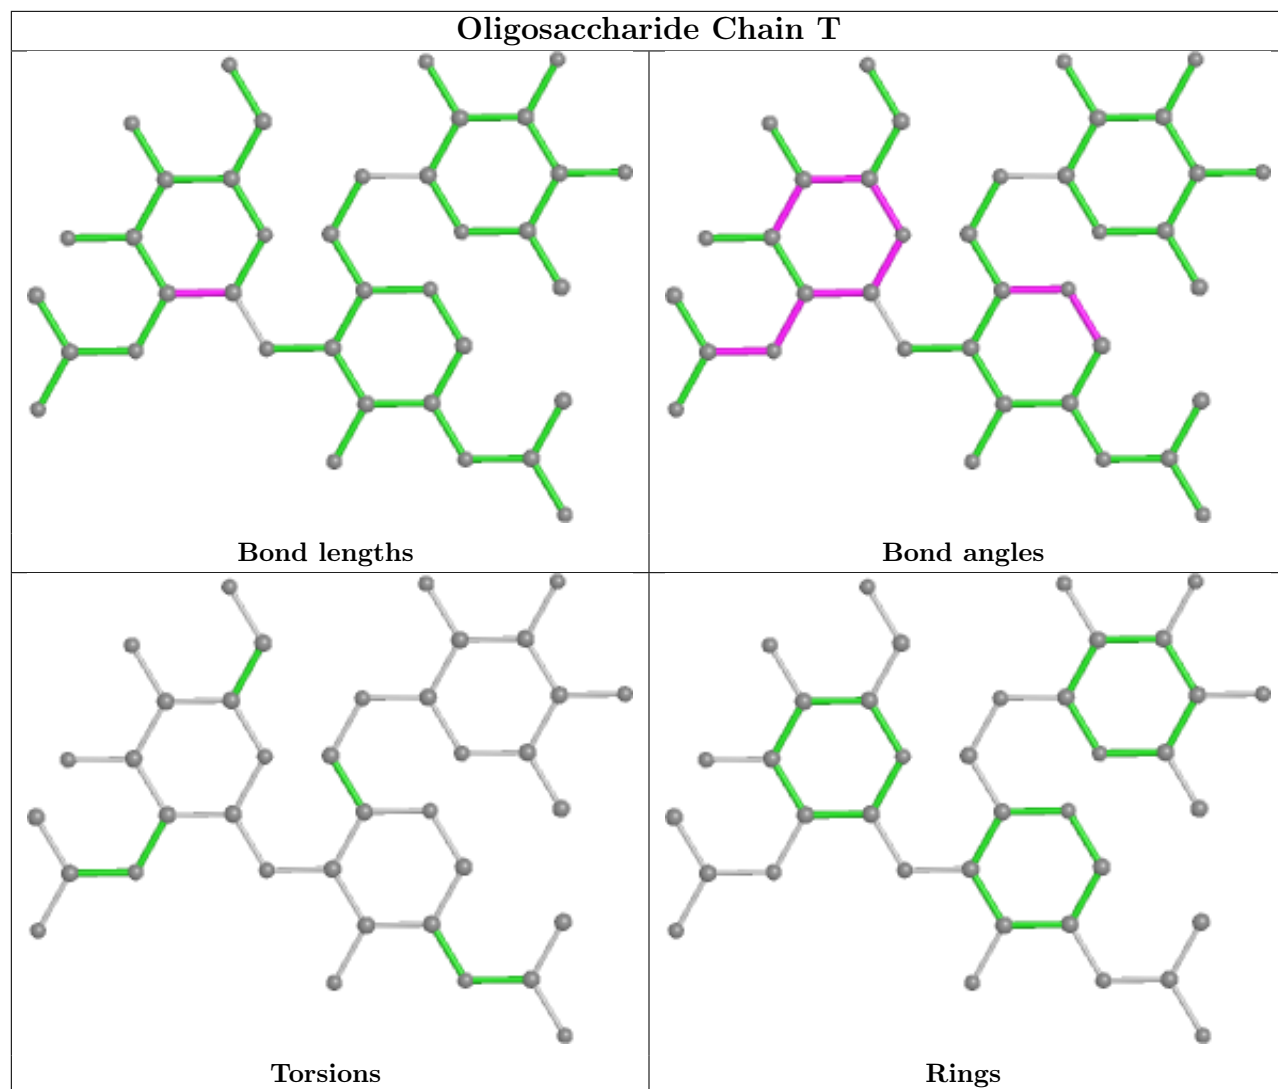 Oligosaccharide Chain T
Bond lengths
Bond angles
Torsions
Rings